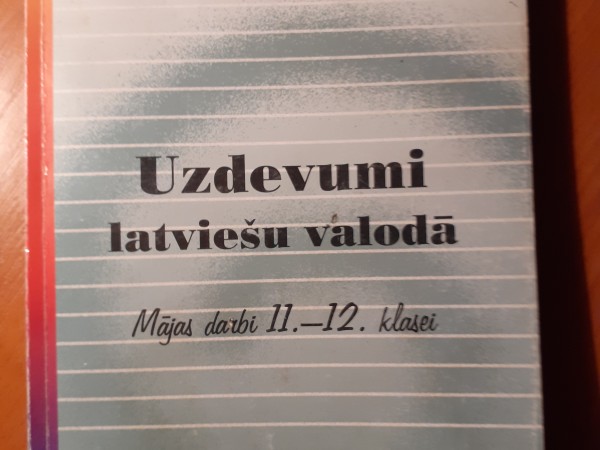 Uzdevumi
latviešu valodā
Mājas darbi 11.–12. klasei